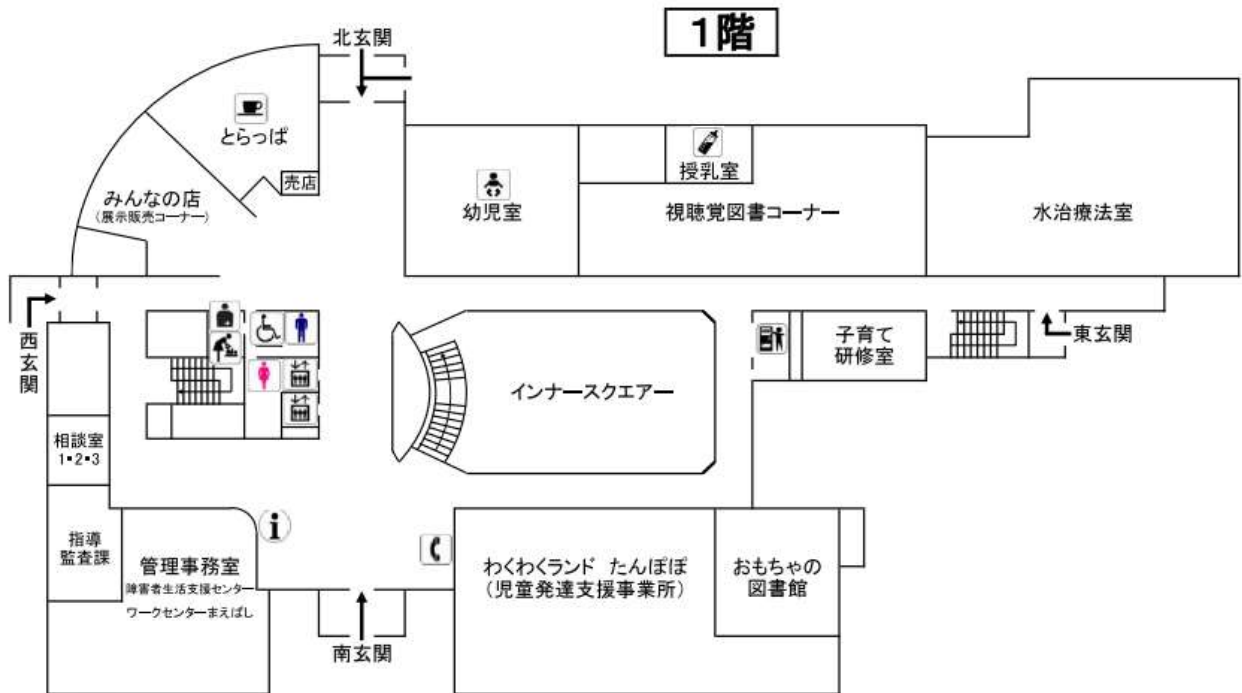 1階
北玄関
とらっぱ
売店
みんなの店
（展示販売コーナー）
幼児室
授乳室
視聴覚図書コーナー
水治療法室
西玄関
東玄関
子育て
研修室
インナースクエアー
相談室
1・2・3
指導
監査課
管理事務室
障害者生活支援センター
ワークセンターまえばし
i
わくわくランド たんぽぽ
（児童発達支援事業所）
おもちゃの
図書館
南玄関